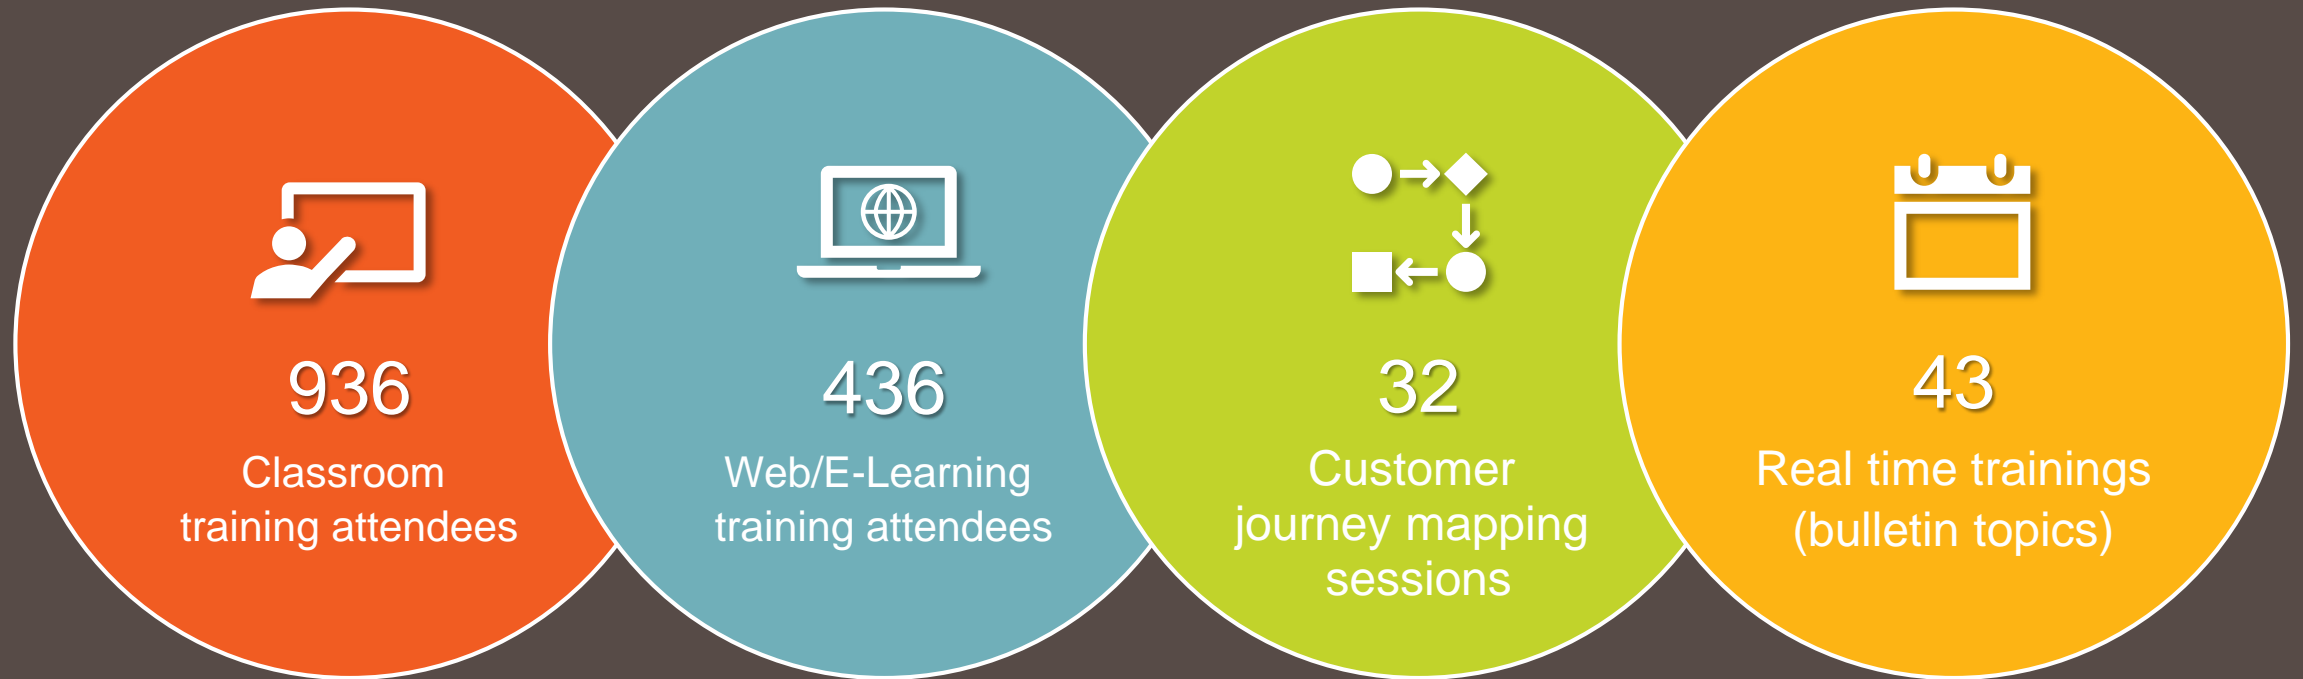 936
Classroom
training attendees
436
Web/E-Learning
training attendees
32
Customer
journey mapping
sessions
43
Real time trainings
(bulletin topics)